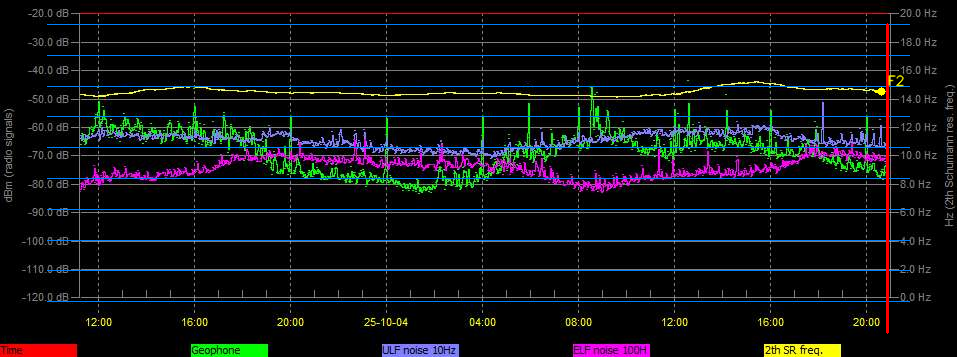 -20.0 dB 20.0 Hz
-30.0 dB 18.0 Hz
-40.0 dB 16.0 Hz
F2
-50.0 dB 14.0 Hz
-60.0 dB 12.0 Hz
-70.0 dB 10.0 Hz
-80.0 dB 8.0 Hz
-90.0 dB 6.0 Hz
-100.0 dB 4.0 Hz
-110.0 dB 2.0 Hz
-120.0 dB 0.0 Hz
dBm (radio signals)
Hz (2th Schumann res. freq.)
12:00 16:00 20:00 25-10-04 04:00 08:00 12:00 16:00 20:00
Time Geophone ULF noise 10Hz ELF noise 100H 2th SR freq.